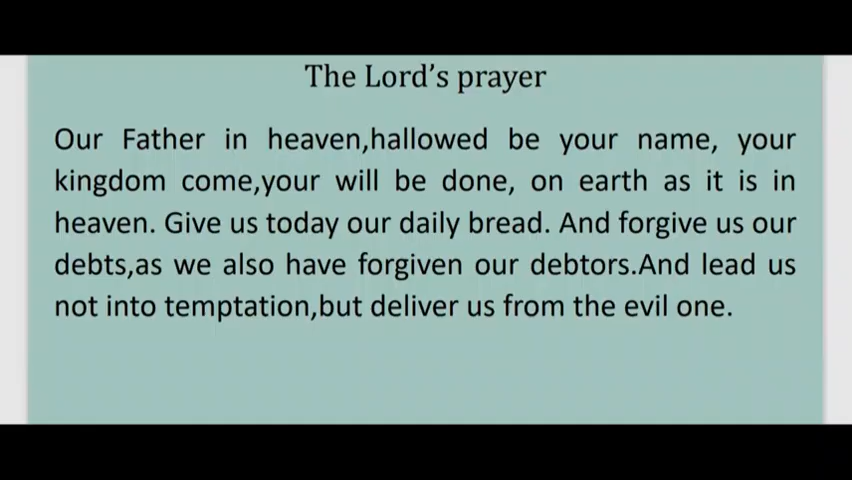 The Lord’s prayer
Our Father in heaven,hallowed be your name, your
kingdom come,your will be done, on earth as it is in
heaven. Give us today our daily bread. And forgive us our
debts,as we also have forgiven our debtors.And lead us
not into temptation,but deliver us from the evil one.